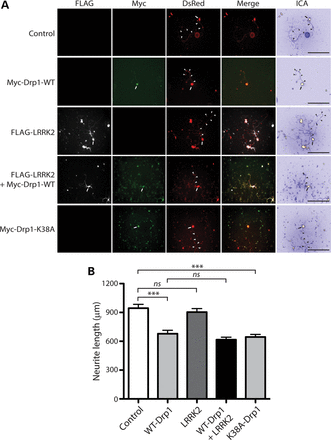 A
FLAG Myc DsRed Merge ICA
Control
Myc-Drp1-WT
FLAG-LRRK2
FLAG-LRRK2
+ Myc-Drp1-WT
Myc-Drp1-K38A
B
***
ns
ns
***
1200
900
600
300
0
Neurite length (μm)
Control
WT-Drp1
LRRK2
WT-Drp1
+ LRRK2
K38A-Drp1